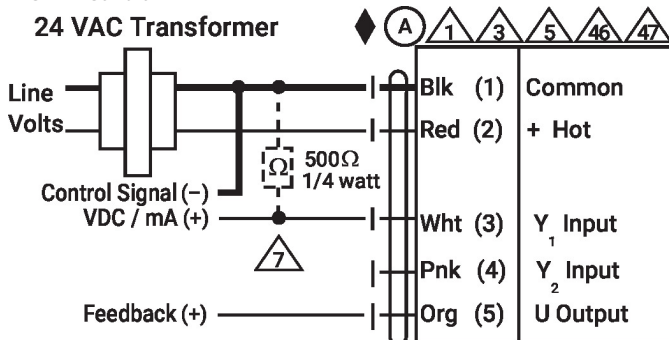 24 VAC Transformer
A 1 3 5 46 47
Line
Volts
Blk (1) Common
Red (2) + Hot
Ω 500Ω
1/4 watt
Control Signal (–)
VDC / mA (+)
Wht (3) Y1 Input
7
Pnk (4) Y2 Input
Feedback (+)
Org (5) U Output